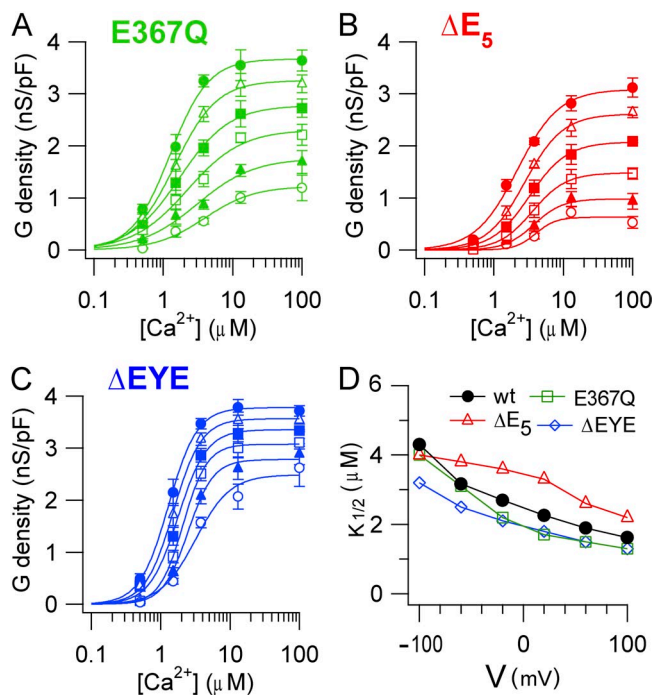 A
E367Q
G density (nS/pF)
4
3
2
1
0
0.1
1
10
100
[Ca²⁺] (μM)
B
ΔE₅
G density (nS/pF)
4
3
2
1
0
0.1
1
10
100
[Ca²⁺] (μM)
C
ΔEYE
G density (nS/pF)
4
3
2
1
0
0.1
1
10
100
[Ca²⁺] (μM)
D
wt
E367Q
ΔE₅
ΔEYE
K₁/₂ (μM)
6
4
2
0
−100
0
100
V (mV)